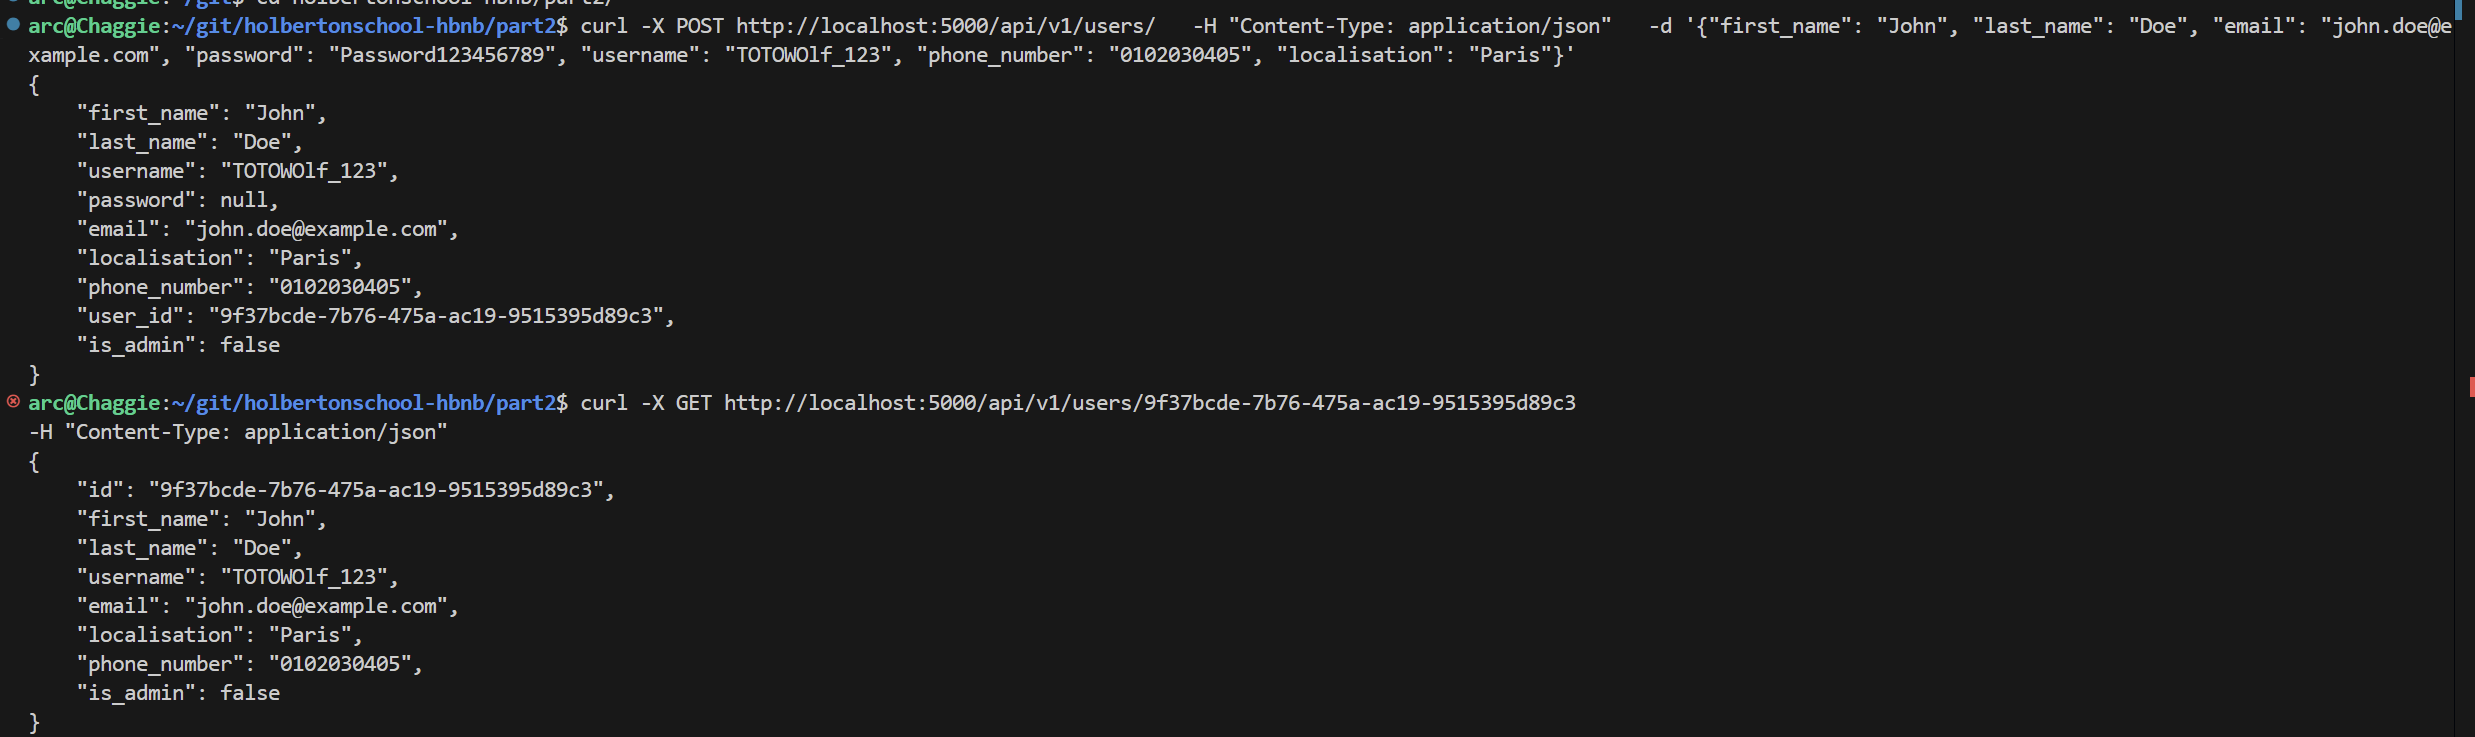 arc@Chaggie:~/git$ cd holbertonschool-hbnb/part2/
arc@Chaggie:~/git/holbertonschool-hbnb/part2$ curl -X POST http://localhost:5000/api/v1/users/   -H "Content-Type: application/json"   -d '{"first_name": "John", "last_name": "Doe", "email": "john.doe@e
xample.com", "password": "Password123456789", "username": "TOTOWOlf_123", "phone_number": "0102030405", "localisation": "Paris"}'
{
    "first_name": "John",
    "last_name": "Doe",
    "username": "TOTOWOlf_123",
    "password": null,
    "email": "john.doe@example.com",
    "localisation": "Paris",
    "phone_number": "0102030405",
    "user_id": "9f37bcde-7b76-475a-ac19-9515395d89c3",
    "is_admin": false
}
arc@Chaggie:~/git/holbertonschool-hbnb/part2$ curl -X GET http://localhost:5000/api/v1/users/9f37bcde-7b76-475a-ac19-9515395d89c3
-H "Content-Type: application/json"
{
    "id": "9f37bcde-7b76-475a-ac19-9515395d89c3",
    "first_name": "John",
    "last_name": "Doe",
    "username": "TOTOWOlf_123",
    "email": "john.doe@example.com",
    "localisation": "Paris",
    "phone_number": "0102030405",
    "is_admin": false
}